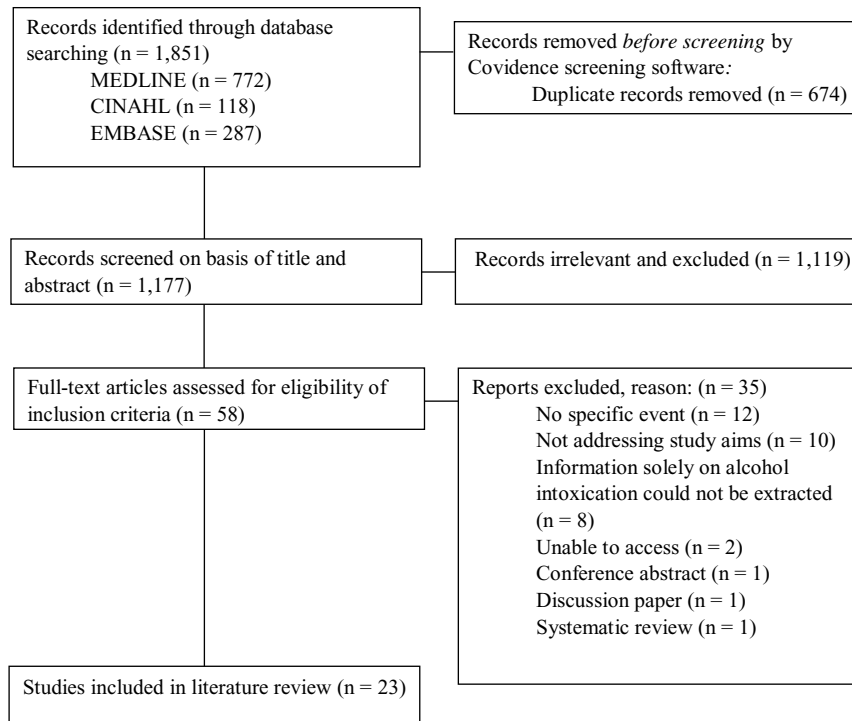 Records identified through database
searching (n = 1,851)
MEDLINE (n = 772)
CINAHL (n = 118)
EMBASE (n = 287)
Records removed before screening by
Covidence screening software:
Duplicate records removed (n = 674)
Records screened on basis of title and
abstract (n = 1,177)
Records irrelevant and excluded (n = 1,119)
Full-text articles assessed for eligibility of
inclusion criteria (n = 58)
Reports excluded, reason: (n = 35)
No specific event (n = 12)
Not addressing study aims (n = 10)
Information solely on alcohol
intoxication could not be extracted
(n = 8)
Unable to access (n = 2)
Conference abstract (n = 1)
Discussion paper (n = 1)
Systematic review (n = 1)
Studies included in literature review (n = 23)